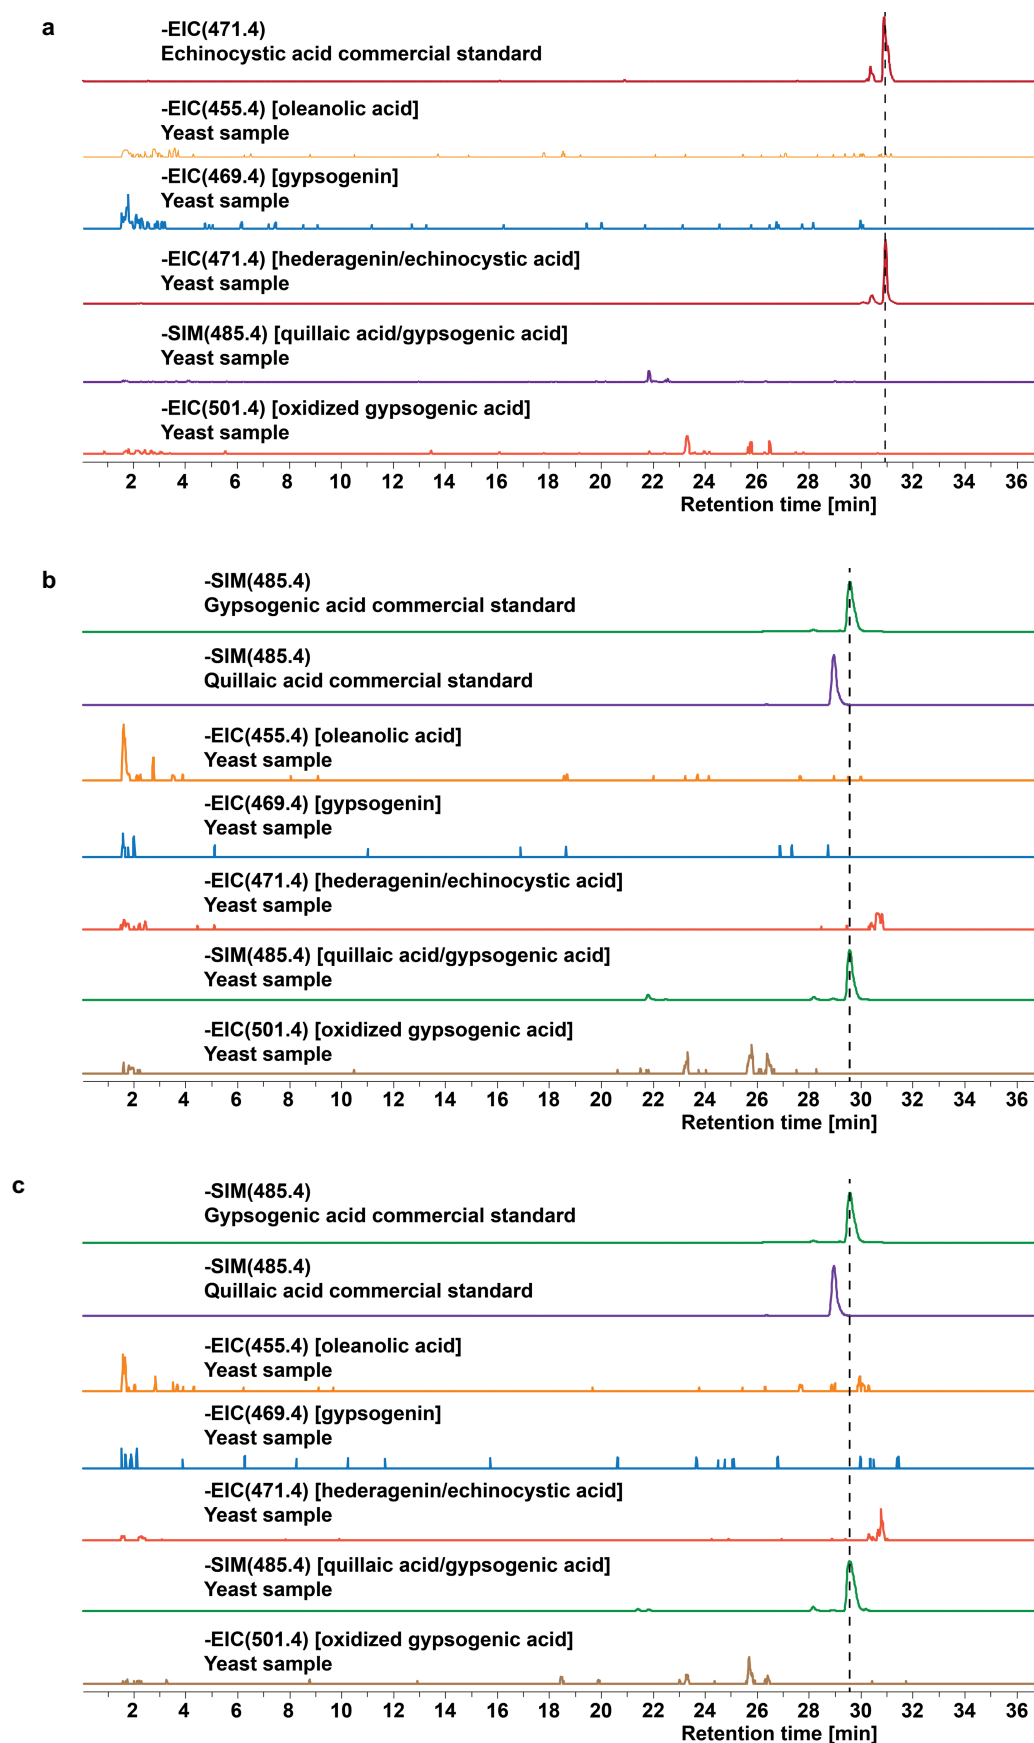 a
-EIC(471.4)
Echinocystic acid commercial standard
-EIC(455.4) [oleanolic acid]
Yeast sample
-EIC(469.4) [gypsogenin]
Yeast sample
-EIC(471.4) [hederagenin/echinocystic acid]
Yeast sample
-SIM(485.4) [quillaic acid/gypsogenic acid]
Yeast sample
-EIC(501.4) [oxidized gypsogenic acid]
Yeast sample
2 4 6 8 10 12 14 16 18 20 22 24 26 28 30 32 34 36
Retention time [min]
b
-SIM(485.4)
Gypsogenic acid commercial standard
-SIM(485.4)
Quillaic acid commercial standard
-EIC(455.4) [oleanolic acid]
Yeast sample
-EIC(469.4) [gypsogenin]
Yeast sample
-EIC(471.4) [hederagenin/echinocystic acid]
Yeast sample
-SIM(485.4) [quillaic acid/gypsogenic acid]
Yeast sample
-EIC(501.4) [oxidized gypsogenic acid]
Yeast sample
2 4 6 8 10 12 14 16 18 20 22 24 26 28 30 32 34 36
Retention time [min]
c
-SIM(485.4)
Gypsogenic acid commercial standard
-SIM(485.4)
Quillaic acid commercial standard
-EIC(455.4) [oleanolic acid]
Yeast sample
-EIC(469.4) [gypsogenin]
Yeast sample
-EIC(471.4) [hederagenin/echinocystic acid]
Yeast sample
-SIM(485.4) [quillaic acid/gypsogenic acid]
Yeast sample
-EIC(501.4) [oxidized gypsogenic acid]
Yeast sample
2 4 6 8 10 12 14 16 18 20 22 24 26 28 30 32 34 36
Retention time [min]